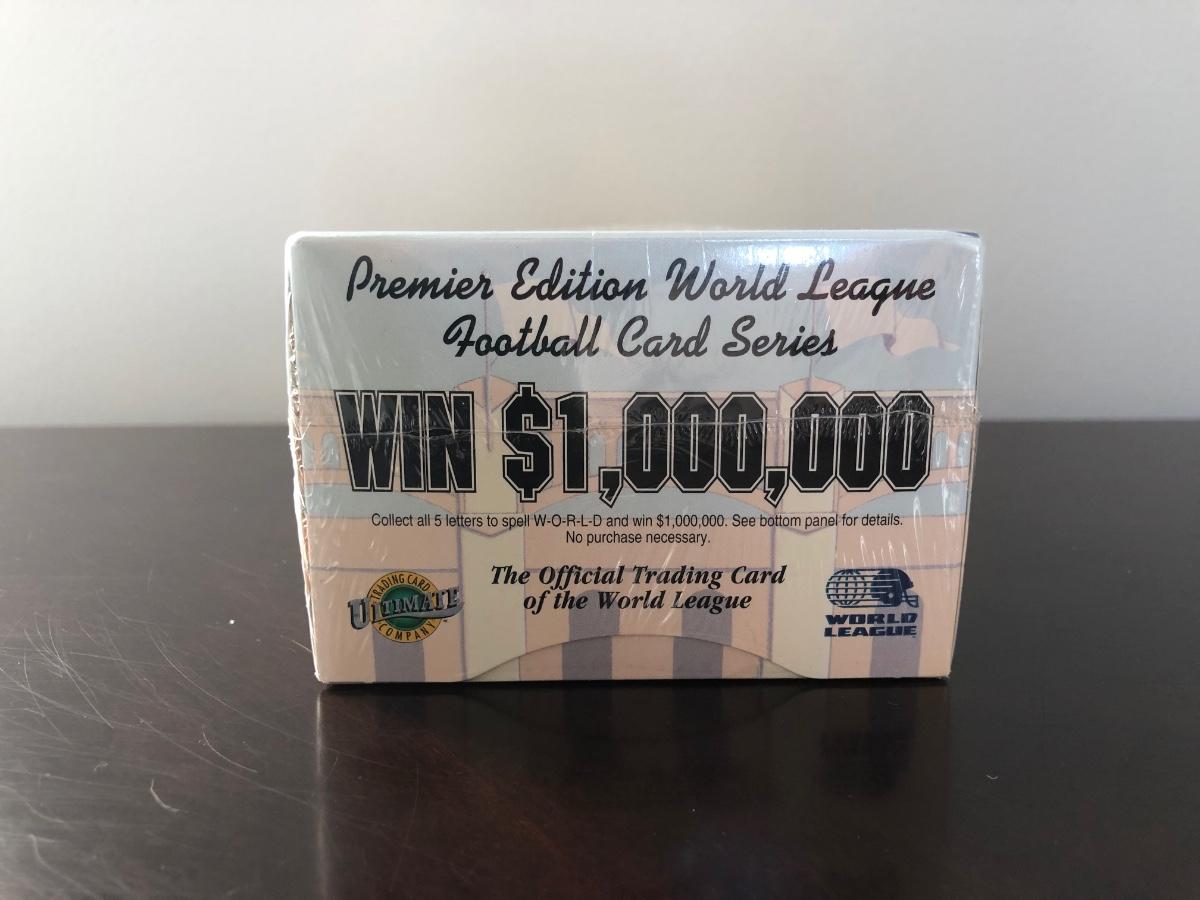 Premier Edition World League
Football Card Series
WIN $1,000,000
Collect all 5 letters to spell W-O-R-L-D and win $1,000,000. See bottom panel for details.
No purchase necessary.
The Official Trading Card
of the World League
TRADING CARD
ULTIMATE
COMPANY
WORLD
LEAGUE